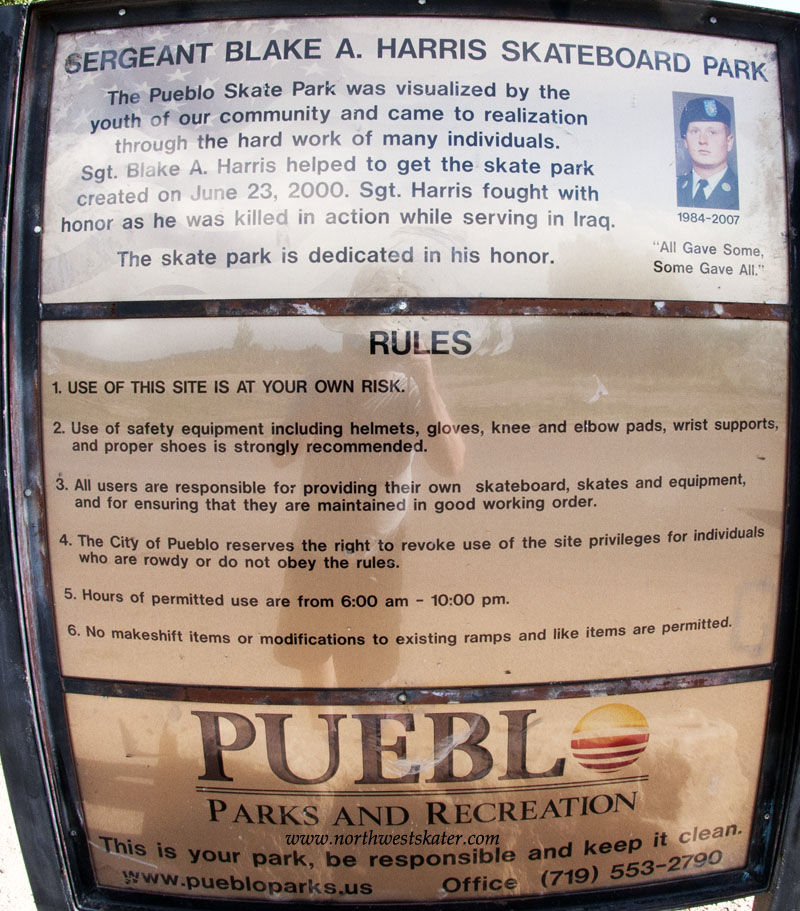 SERGEANT BLAKE A. HARRIS SKATEBOARD PARK
The Pueblo Skate Park was visualized by the
youth of our community and came to realization
through the hard work of many individuals.
Sgt. Blake A. Harris helped to get the skate park
created on June 23, 2000. Sgt. Harris fought with
honor as he was killed in action while serving in Iraq.
The skate park is dedicated in his honor.
1984-2007
"All Gave Some,
Some Gave All."
RULES
1. USE OF THIS SITE IS AT YOUR OWN RISK.
2. Use of safety equipment including helmets, gloves, knee and elbow pads, wrist supports,
and proper shoes is strongly recommended.
3. All users are responsible for providing their own skateboard, skates and equipment,
and for ensuring that they are maintained in good working order.
4. The City of Pueblo reserves the right to revoke use of the site privileges for individuals
who are rowdy or do not obey the rules.
5. Hours of permitted use are from 6:00 am - 10:00 pm.
6. No makeshift items or modifications to existing ramps and like items are permitted.
PUEBLO
PARKS AND RECREATION
www.northwestskater.com
This is your park, be responsible and keep it clean.
www.puebloparks.us Office (719) 553-2790